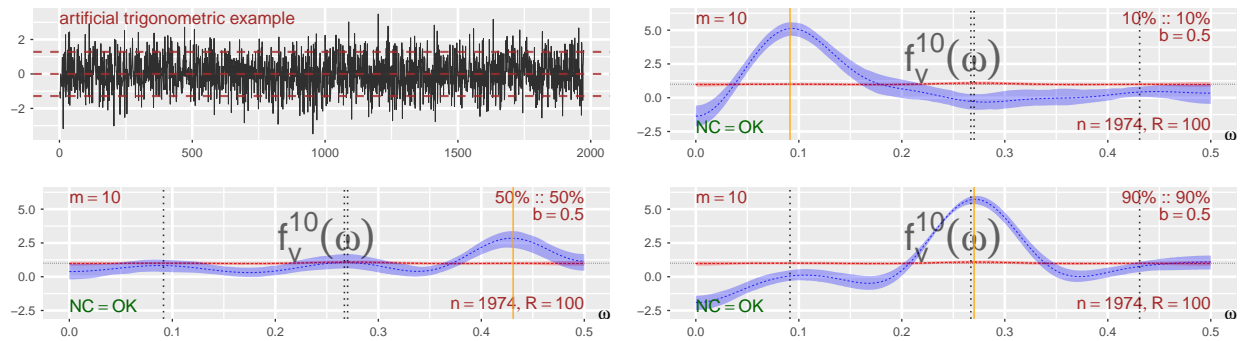 artificial trigonometric example
2
0
−2
0
500
1000
1500
2000
m = 10
10% :: 10%
b = 0.5
f_v^10(ω)
NC = OK
n = 1974, R = 100
5.0
2.5
0.0
−2.5
0.0
0.1
0.2
0.3
0.4
0.5
ω
m = 10
50% :: 50%
b = 0.5
f_v^10(ω)
NC = OK
n = 1974, R = 100
5.0
2.5
0.0
−2.5
0.0
0.1
0.2
0.3
0.4
0.5
ω
m = 10
90% :: 90%
b = 0.5
f_v^10(ω)
NC = OK
n = 1974, R = 100
5.0
2.5
0.0
−2.5
0.0
0.1
0.2
0.3
0.4
0.5
ω